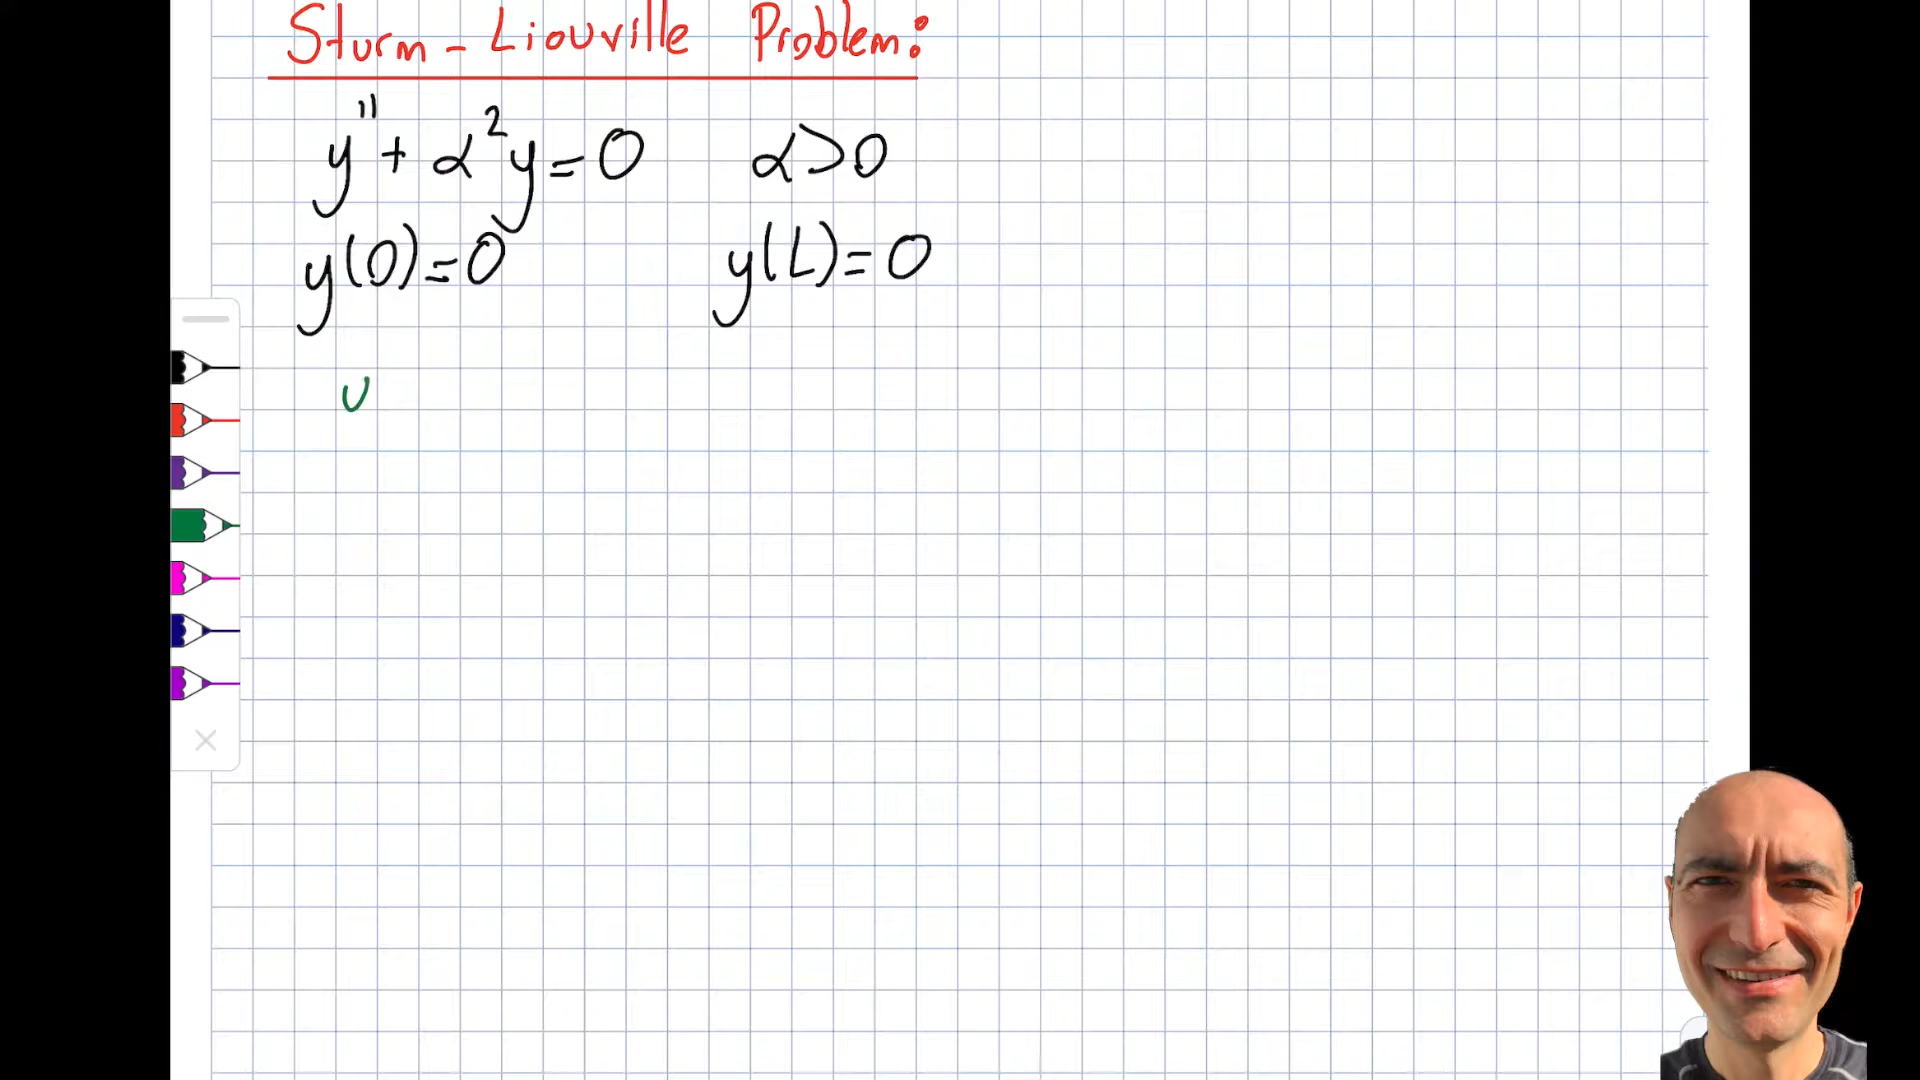 Sturm - Liouville Problem:
y'' + α²y = 0 α > 0
y(0) = 0 y(L) = 0